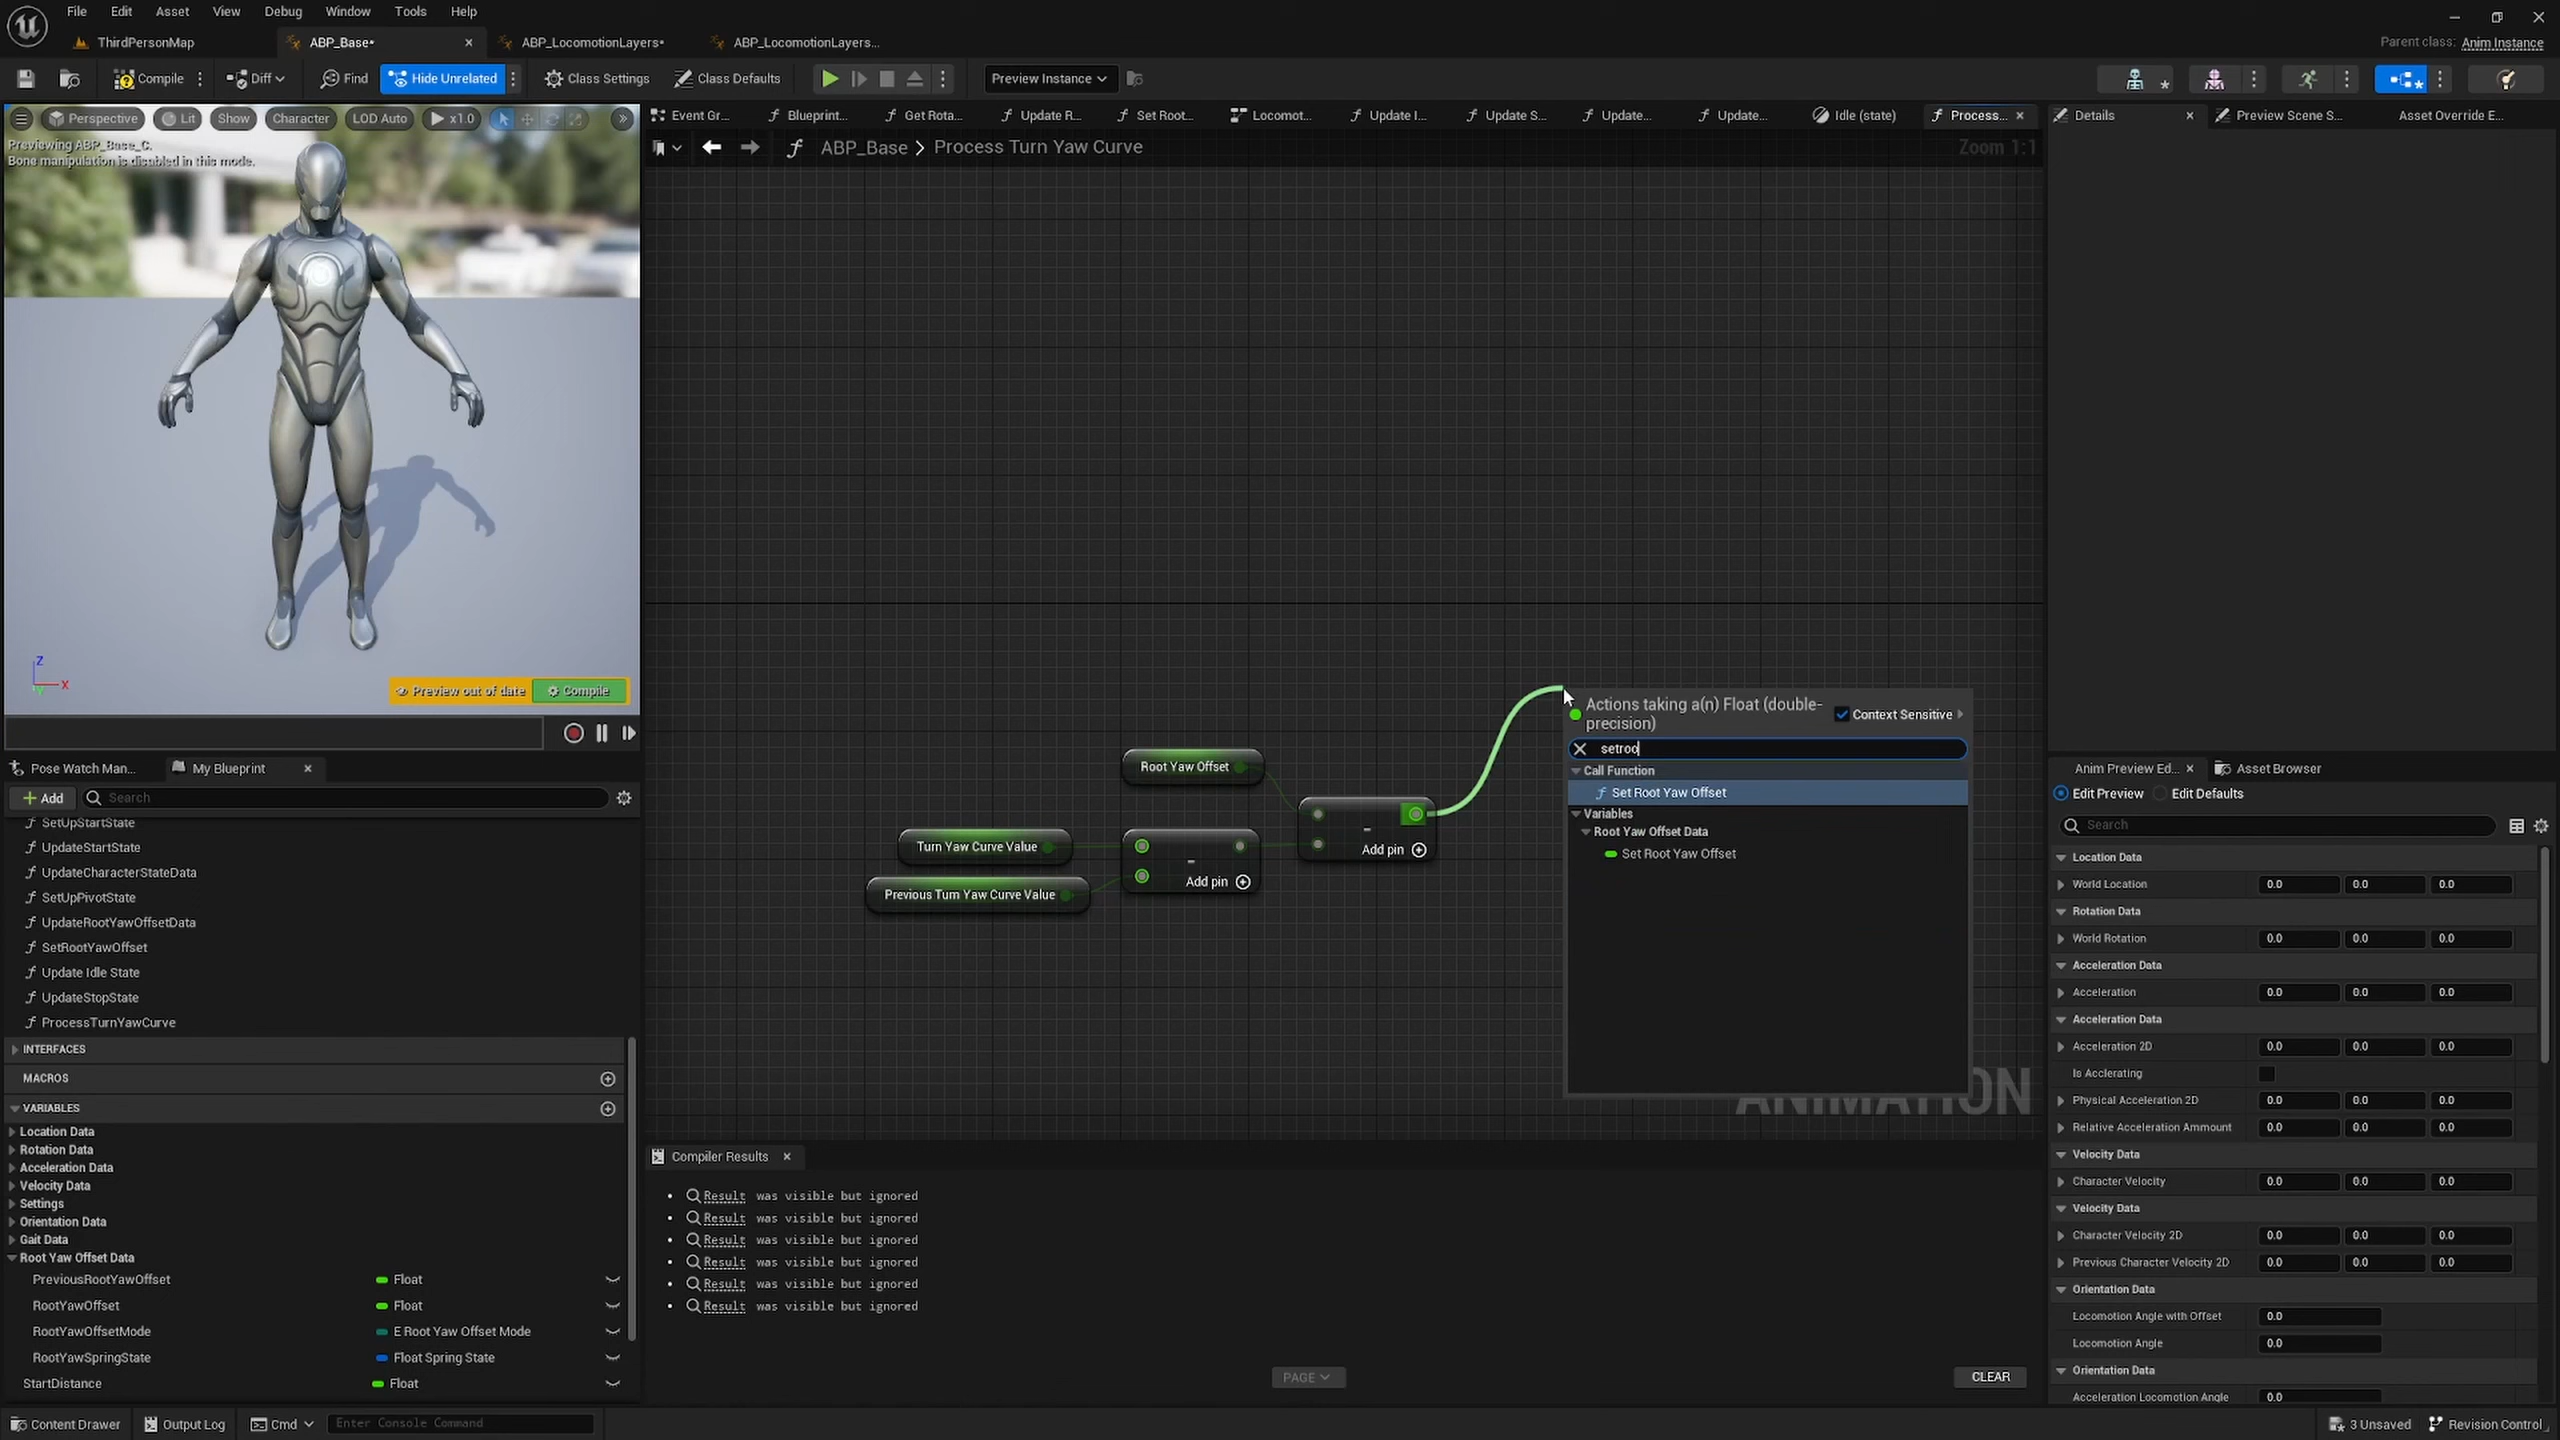 File Edit Asset View Debug Window Tools Help
ThirdPersonMap
ABP_Base*
ABP_LocomotionLayers*
ABP_LocomotionLayers...
Parent class: Anim Instance
Compile
Diff
Find
Hide Unrelated
Class Settings
Class Defaults
Preview Instance
Perspective
Lit
Show
Character
LOD Auto
x1.0
Previewing ABP_Base_C.
Bone manipulation is disabled in this mode.
Z
X
Y
Preview out of date
Compile
Event Gr...
Blueprint...
Get Rota...
Update R...
Set Root...
Locomot...
Update I...
Update S...
Update...
Update...
Idle (state)
Process...
ABP_Base > Process Turn Yaw Curve
Zoom 1:1
Root Yaw Offset
Turn Yaw Curve Value
Previous Turn Yaw Curve Value
-
Add pin
-
Add pin
Actions taking a(n) Float (double-
precision)
Context Sensitive
setroo
Call Function
Set Root Yaw Offset
Variables
Root Yaw Offset Data
Set Root Yaw Offset
ANIMATION
Pose Watch Man...
My Blueprint
Add
Search
SetUpStartState
UpdateStartState
UpdateCharacterStateData
SetUpPivotState
UpdateRootYawOffsetData
SetRootYawOffset
Update Idle State
UpdateStopState
ProcessTurnYawCurve
INTERFACES
MACROS
VARIABLES
Location Data
Rotation Data
Acceleration Data
Velocity Data
Settings
Orientation Data
Gait Data
Root Yaw Offset Data
PreviousRootYawOffset Float
RootYawOffset Float
RootYawOffsetMode E Root Yaw Offset Mode
RootYawSpringState Float Spring State
StartDistance Float
Compiler Results
Result was visible but ignored
Result was visible but ignored
Result was visible but ignored
Result was visible but ignored
Result was visible but ignored
Result was visible but ignored
PAGE
CLEAR
Details
Preview Scene S...
Asset Override E...
Anim Preview Ed...
Asset Browser
Edit Preview
Edit Defaults
Search
Location Data
World Location 0.0 0.0 0.0
Rotation Data
World Rotation 0.0 0.0 0.0
Acceleration Data
Acceleration 0.0 0.0 0.0
Acceleration Data
Acceleration 2D 0.0 0.0 0.0
Is Acclerating
Physical Acceleration 2D 0.0 0.0 0.0
Relative Acceleration Ammount 0.0 0.0 0.0
Velocity Data
Character Velocity 0.0 0.0 0.0
Velocity Data
Character Velocity 2D 0.0 0.0 0.0
Previous Character Velocity 2D 0.0 0.0 0.0
Orientation Data
Locomotion Angle with Offset 0.0
Locomotion Angle 0.0
Orientation Data
Acceleration Locomotion Angle 0.0
Content Drawer
Output Log
Cmd
Enter Console Command
3 Unsaved
Revision Control